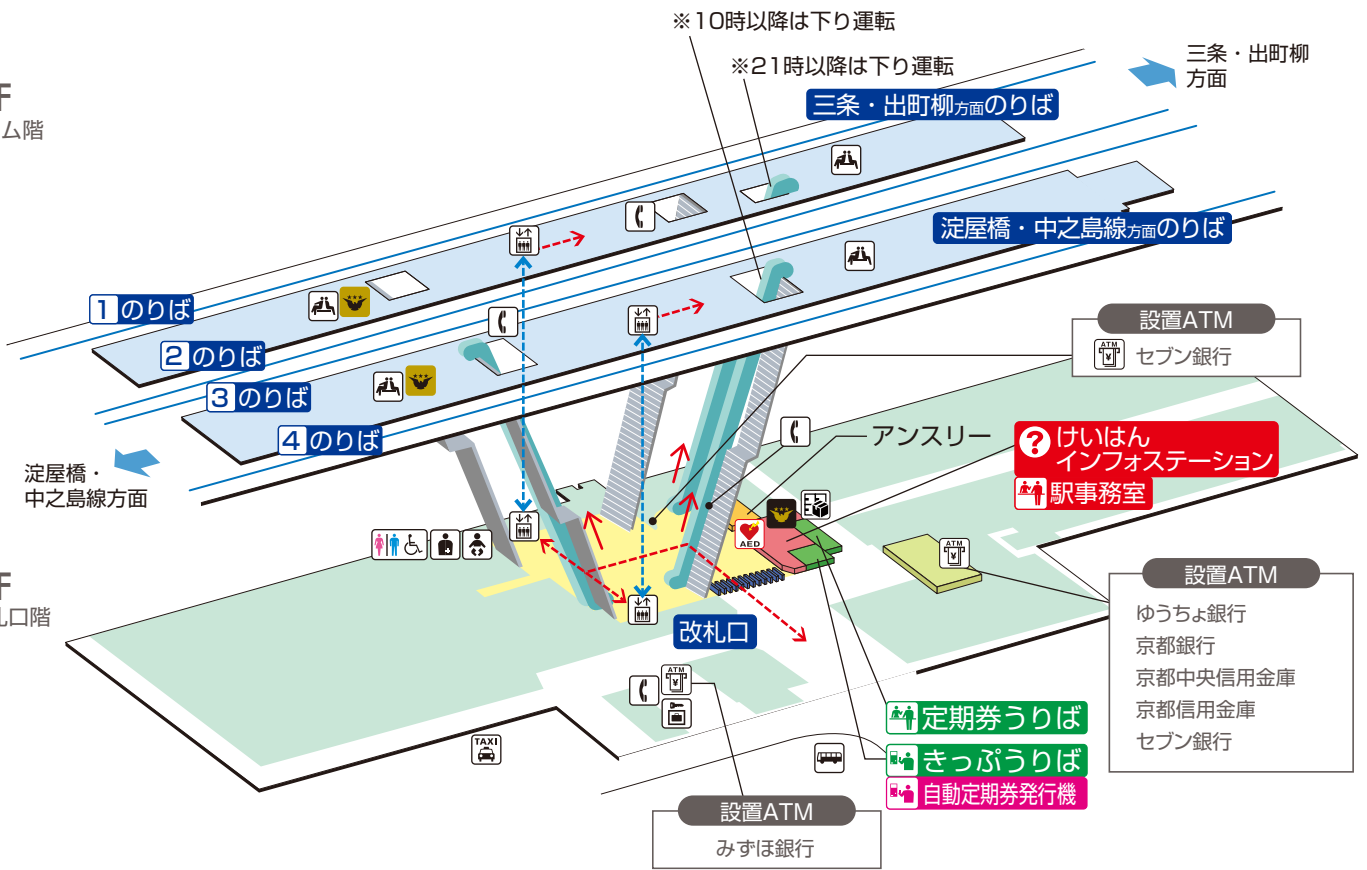 ※10時以降は下り運転
※21時以降は下り運転
三条・出町柳
方面
三条・出町柳方面のりば
F
ム階
淀屋橋・中之島線方面のりば
1 のりば
2 のりば
3 のりば
4 のりば
設置ATM
ATM
セブン銀行
淀屋橋・
中之島線方面
アンスリー
? けいはん
インフォステーション
駅事務室
AED
ATM
F
札口階
改札口
設置ATM
ゆうちょ銀行
京都銀行
京都中央信用金庫
京都信用金庫
セブン銀行
ATM
TAXI
定期券うりば
きっぷうりば
自動定期券発行機
設置ATM
みずほ銀行